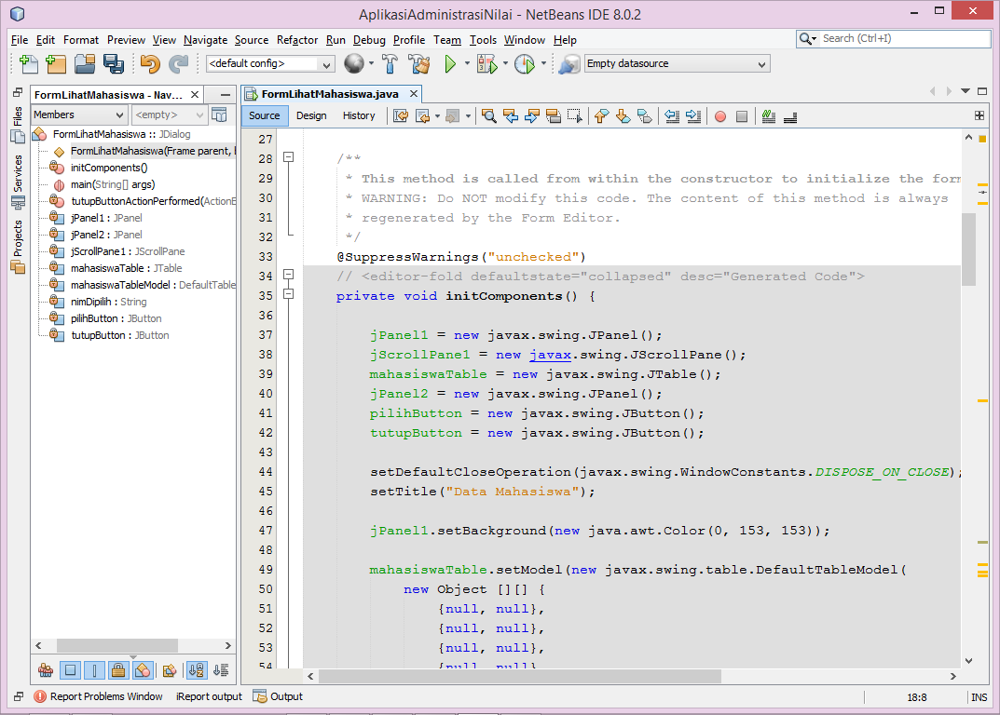 AplikasiAdministrasiNilai - NetBeans IDE 8.0.2
File Edit Format Preview View Navigate Source Refactor Run Debug Profile Team Tools Window Help
Search (Ctrl+I)
<default config>
Empty datasource
FormLihatMahasiswa - Nav...
FormLihatMahasiswa.java
Members
<empty>
Source Design History
Files
Services
Projects
FormLihatMahasiswa :: JDialog
FormLihatMahasiswa(Frame parent,
initComponents()
main(String[] args)
tutupButtonActionPerformed(ActionE
jPanel1 : JPanel
jPanel2 : JPanel
jScrollPane1 : JScrollPane
mahasiswaTable : JTable
mahasiswaTableModel : DefaultTable
nimDipilih : String
pilihButton : JButton
tutupButton : JButton
27
28 /**
29 * This method is called from within the constructor to initialize the form
30 * WARNING: Do NOT modify this code. The content of this method is always
31 * regenerated by the Form Editor.
32 */
33 @SuppressWarnings("unchecked")
34 // <editor-fold defaultstate="collapsed" desc="Generated Code">
35 private void initComponents() {
36
37 jPanel1 = new javax.swing.JPanel();
38 jScrollPane1 = new javax.swing.JScrollPane();
39 mahasiswaTable = new javax.swing.JTable();
40 jPanel2 = new javax.swing.JPanel();
41 pilihButton = new javax.swing.JButton();
42 tutupButton = new javax.swing.JButton();
43
44 setDefaultCloseOperation(javax.swing.WindowConstants.DISPOSE_ON_CLOSE);
45 setTitle("Data Mahasiswa");
46
47 jPanel1.setBackground(new java.awt.Color(0, 153, 153));
48
49 mahasiswaTable.setModel(new javax.swing.table.DefaultTableModel(
50 new Object [][] {
51 {null, null},
52 {null, null},
53 {null, null},
54 {null, null},
Report Problems Window iReport output Output
18:8 INS